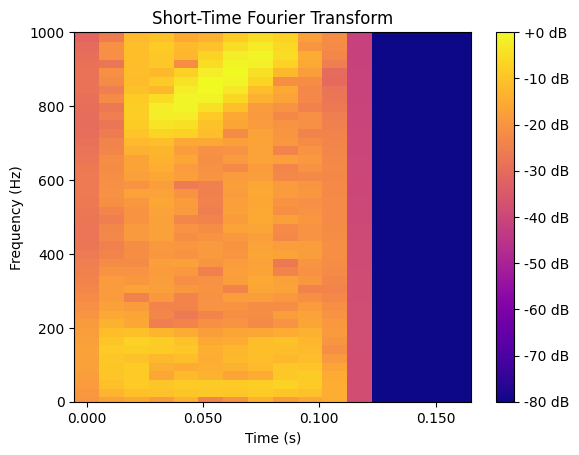 Short-Time Fourier Transform
1000
800
600
400
200
0
Frequency (Hz)
0.000
0.050
0.100
0.150
Time (s)
+0 dB
-10 dB
-20 dB
-30 dB
-40 dB
-50 dB
-60 dB
-70 dB
-80 dB